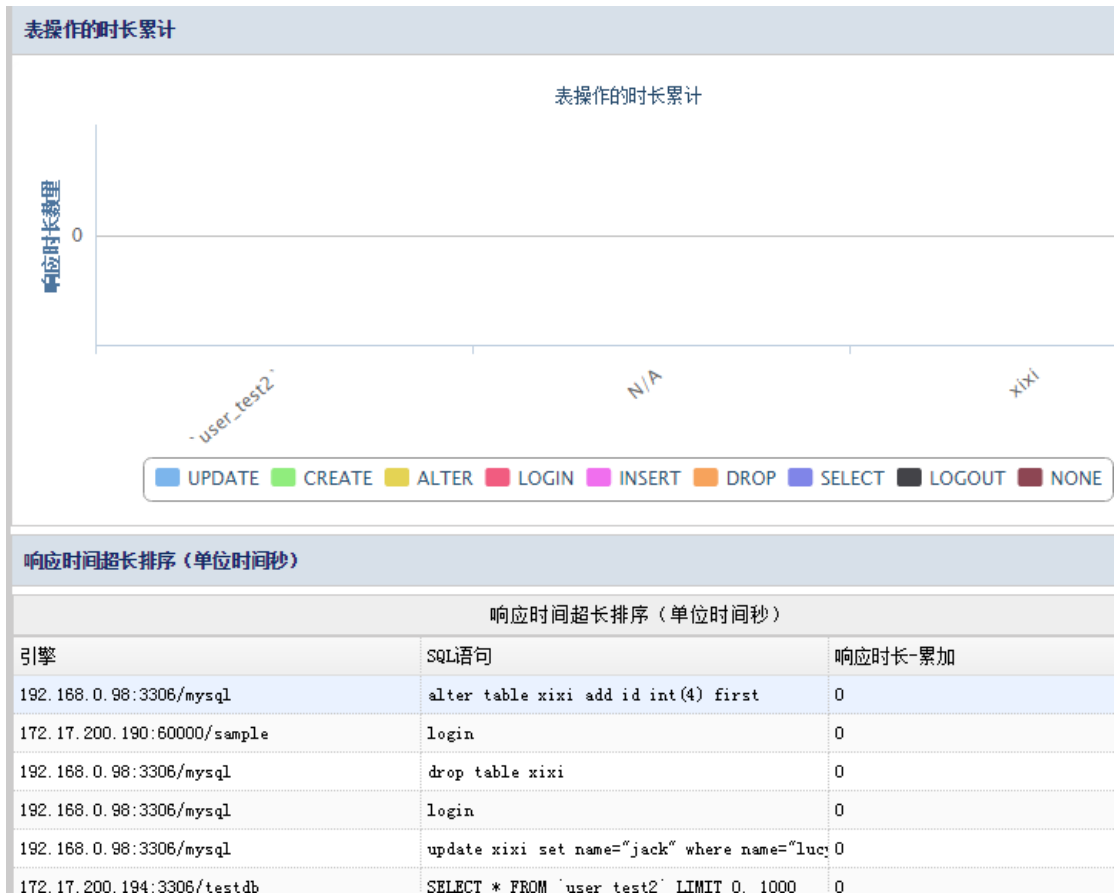 表操作的时长累计
表操作的时长累计
响应时长数量
0
`user_test2`
N/A
xixi
UPDATE CREATE ALTER LOGIN INSERT DROP SELECT LOGOUT NONE
响应时间超长排序（单位时间秒）
响应时间超长排序（单位时间秒）
引擎 SQL语句 响应时长-累加
192.168.0.98:3306/mysql alter table xixi add id int(4) first 0
172.17.200.190:60000/sample login 0
192.168.0.98:3306/mysql drop table xixi 0
192.168.0.98:3306/mysql login 0
192.168.0.98:3306/mysql update xixi set name="jack" where name="lucy 0
172.17.200.194:3306/testdb SELECT * FROM `user_test2` LIMIT 0, 1000 0